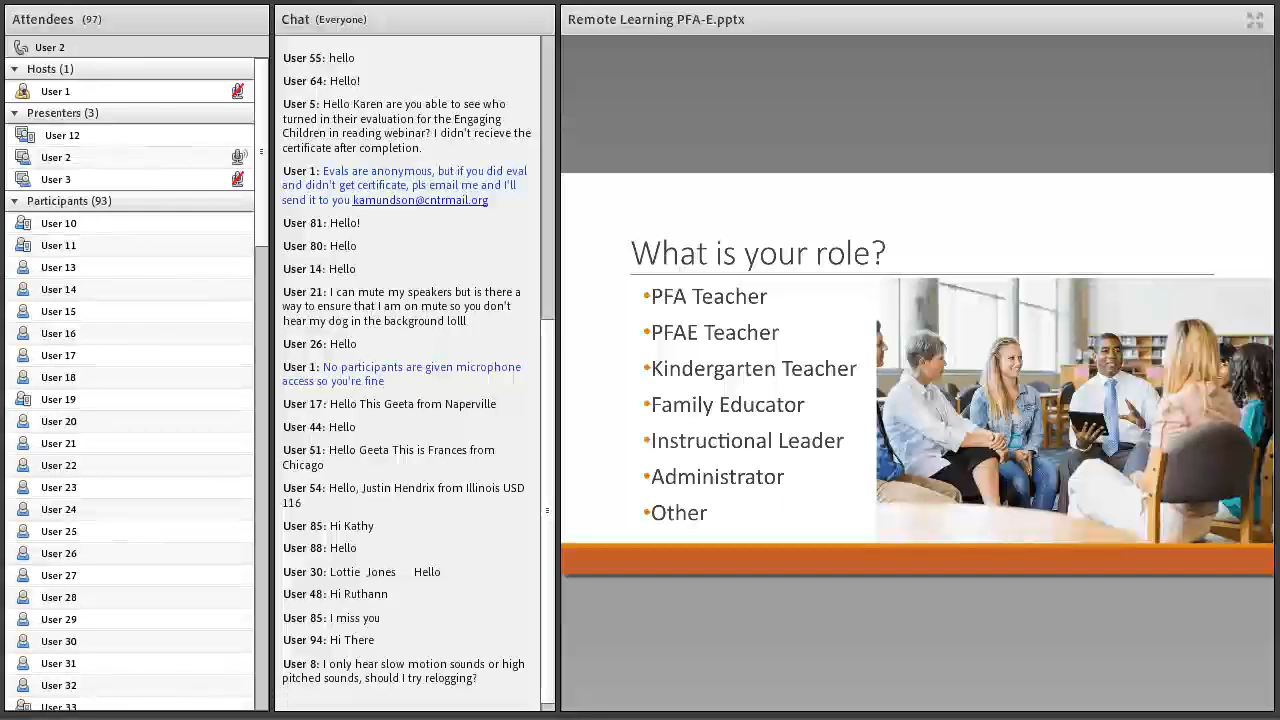 Attendees (97)
User 2
Hosts (1)
User 1
Presenters (3)
User 12
User 2
User 3
Participants (93)
User 10
User 11
User 13
User 14
User 15
User 16
User 17
User 18
User 19
User 20
User 21
User 22
User 23
User 24
User 25
User 26
User 27
User 28
User 29
User 30
User 31
User 32
User 33
Chat (Everyone)
User 55: hello
User 64: Hello!
User 5: Hello Karen are you able to see who
turned in their evaluation for the Engaging
Children in reading webinar? I didn't recieve the
certificate after completion.
User 1: Evals are anonymous, but if you did eval
and didn't get certificate, pls email me and I'll
send it to you kamundson@cntrmail.org
User 81: Hello!
User 80: Hello
User 14: Hello
User 21: I can mute my speakers but is there a
way to ensure that I am on mute so you don't
hear my dog in the background lolll
User 26: Hello
User 1: No participants are given microphone
access so you're fine
User 17: Hello This Geeta from Naperville
User 44: Hello
User 51: Hello Geeta This is Frances from
Chicago
User 54: Hello, Justin Hendrix from Illinois USD
116
User 85: Hi Kathy
User 88: Hello
User 30: Lottie Jones Hello
User 48: Hi Ruthann
User 85: I miss you
User 94: Hi There
User 8: I only hear slow motion sounds or high
pitched sounds, should I try relogging?
Remote Learning PFA-E.pptx
What is your role?
•PFA Teacher
•PFAE Teacher
•Kindergarten Teacher
•Family Educator
•Instructional Leader
•Administrator
•Other